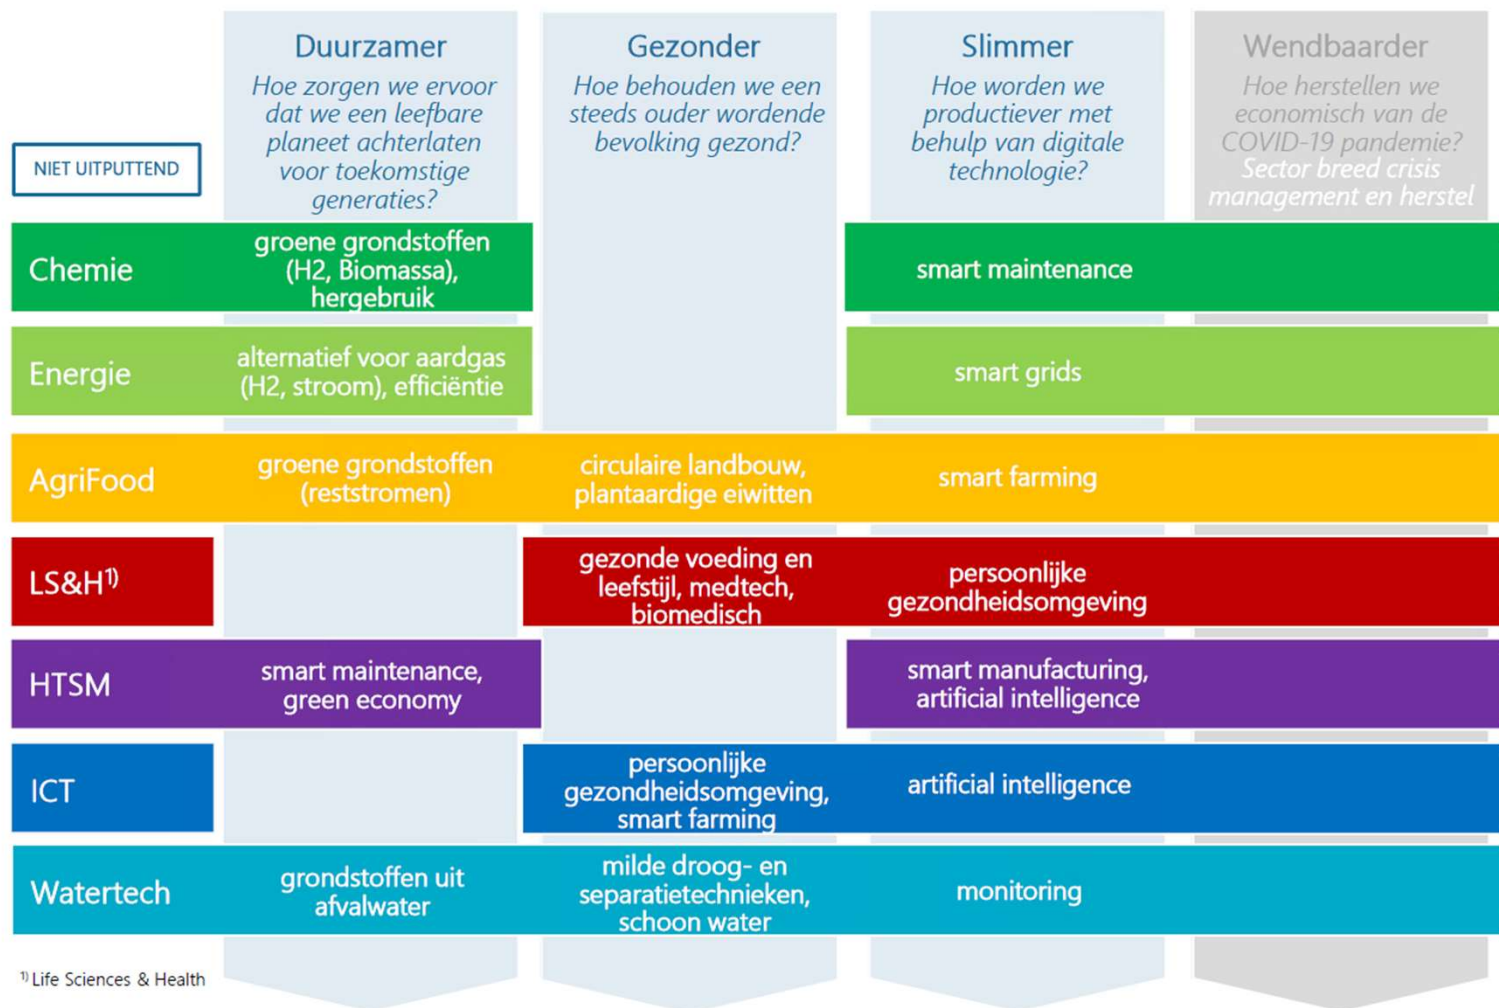 Duurzamer
Hoe zorgen we ervoor
dat we een leefbare
planeet achterlaten
voor toekomstige
generaties?
Gezonder
Hoe behouden we een
steeds ouder wordende
bevolking gezond?
Slimmer
Hoe worden we
productiever met
behulp van digitale
technologie?
Wendbaarder
Hoe herstellen we
economisch van de
COVID-19 pandemie?
Sector breed crisis
management en herstel
NIET UITPUTTEND
Chemie
groene grondstoffen
(H2, Biomassa),
hergebruik
smart maintenance
Energie
alternatief voor aardgas
(H2, stroom), efficiëntie
smart grids
AgriFood
groene grondstoffen
(reststromen)
circulaire landbouw,
plantaardige eiwitten
smart farming
LS&H¹⁾
gezonde voeding en
leefstijl, medtech,
biomedisch
persoonlijke
gezondheidsomgeving
HTSM
smart maintenance,
green economy
smart manufacturing,
artificial intelligence
ICT
persoonlijke
gezondheidsomgeving,
smart farming
artificial intelligence
Watertech
grondstoffen uit
afvalwater
milde droog- en
separatietechnieken,
schoon water
monitoring
¹⁾ Life Sciences & Health